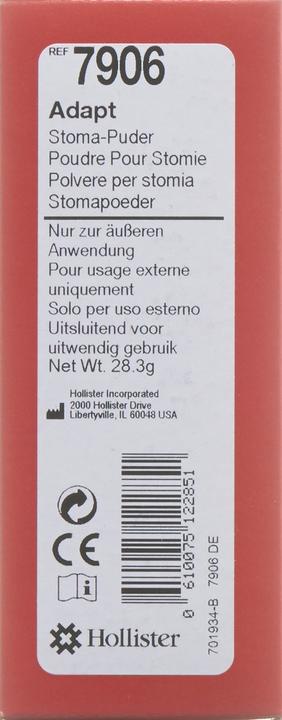 REF 7906
Adapt
Stoma-Puder
Poudre Pour Stomie
Polvere per stomia
Stomapoeder
Nur zur äußeren
Anwendung
Pour usage externe
uniquement
Solo per uso esterno
Uitsluitend voor
uitwendig gebruik
Net Wt. 28.3g
Hollister Incorporated
2000 Hollister Drive
Libertyville, IL 60048 USA
0 610075 122851
701934-B 7906 DE
CE
i
Hollister